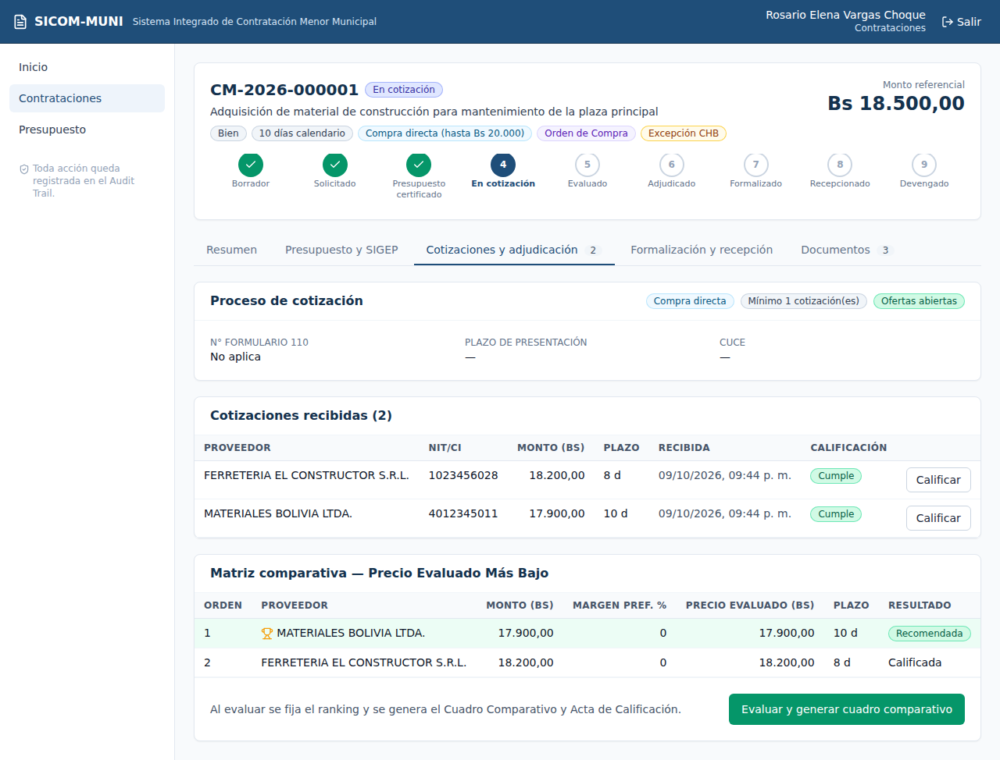 SICOM-MUNI Sistema Integrado de Contratación Menor Municipal
Rosario Elena Vargas Choque
Contrataciones
Salir
Inicio
Contrataciones
Presupuesto
Toda acción queda
registrada en el Audit
Trail.
CM-2026-000001 En cotización
Adquisición de material de construcción para mantenimiento de la plaza principal
Bien 10 días calendario Compra directa (hasta Bs 20.000) Orden de Compra Excepción CHB
Monto referencial
Bs 18.500,00
4 5 6 7 8 9
Borrador Solicitado Presupuesto certificado En cotización Evaluado Adjudicado Formalizado Recepcionado Devengado
Resumen Presupuesto y SIGEP Cotizaciones y adjudicación 2 Formalización y recepción Documentos 3
Proceso de cotización Compra directa Mínimo 1 cotización(es) Ofertas abiertas
N° FORMULARIO 110 PLAZO DE PRESENTACIÓN CUCE
No aplica — —
Cotizaciones recibidas (2)
PROVEEDOR NIT/CI MONTO (BS) PLAZO RECIBIDA CALIFICACIÓN
FERRETERIA EL CONSTRUCTOR S.R.L. 1023456028 18.200,00 8 d 09/10/2026, 09:44 p. m. Cumple Calificar
MATERIALES BOLIVIA LTDA. 4012345011 17.900,00 10 d 09/10/2026, 09:44 p. m. Cumple Calificar
Matriz comparativa — Precio Evaluado Más Bajo
ORDEN PROVEEDOR MONTO (BS) MARGEN PREF. % PRECIO EVALUADO (BS) PLAZO RESULTADO
1 MATERIALES BOLIVIA LTDA. 17.900,00 0 17.900,00 10 d Recomendada
2 FERRETERIA EL CONSTRUCTOR S.R.L. 18.200,00 0 18.200,00 8 d Calificada
Al evaluar se fija el ranking y se genera el Cuadro Comparativo y Acta de Calificación. Evaluar y generar cuadro comparativo